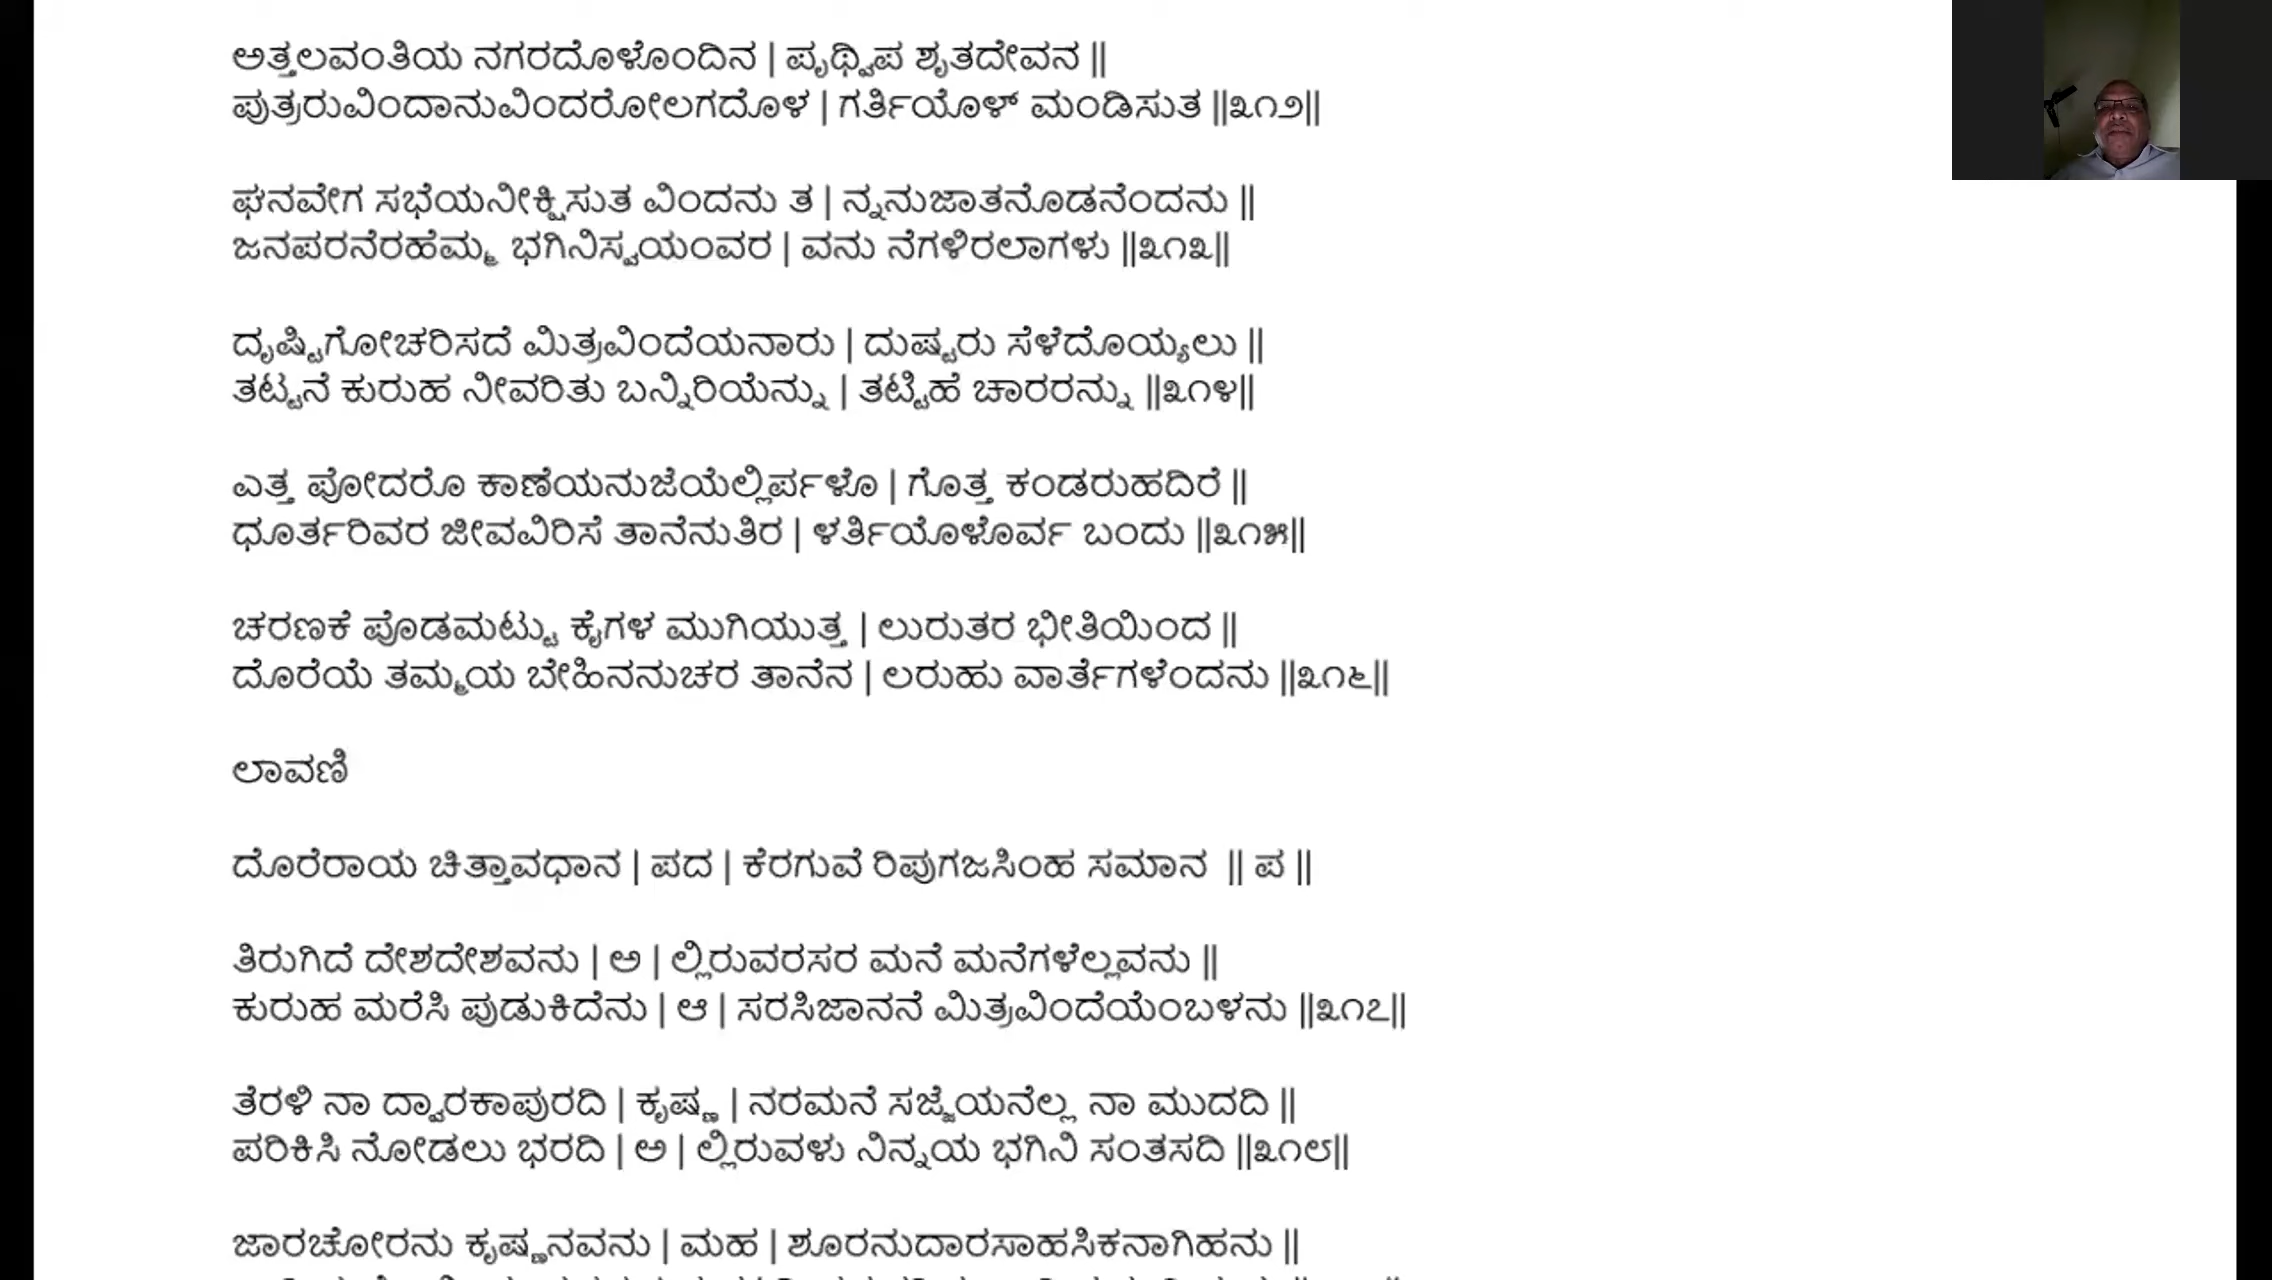 ಅತ್ತಲವಂತಿಯ ನಗರದೊಳೊಂದಿನ | ಪೃಥ್ವಿಪ ಶೃತದೇವನ ||
ಪುತ್ರರುವಿಂದಾನುವಿಂದರೋಲಗದೊಳ | ಗರ್ತಿಯೊಳ್ ಮಂಡಿಸುತ ||೩೧೨||
ಘನವೇಗ ಸಭೆಯನೀಕ್ಷಿಸುತ ವಿಂದನು ತ | ನ್ನನುಜಾತನೊಡನೆಂದನು ||
ಜನಪರನೆರಹೆಮ್ಮ ಭಗಿನಿಸ್ವಯಂವರ | ವನು ನೆಗಳಿರಲಾಗಳು ||೩೧೩||
ದೃಷ್ಟಿಗೋಚರಿಸದೆ ಮಿತ್ರವಿಂದೆಯನಾರು | ದುಷ್ಟರು ಸೆಳೆದೊಯ್ಯಲು ||
ತಟ್ಟನೆ ಕುರುಹ ನೀವರಿತು ಬನ್ನಿರಿಯೆನ್ನು | ತಟ್ಟಿಹೆ ಚಾರರನ್ನು ||೩೧೪||
ಎತ್ತ ಪೋದರೊ ಕಾಣೆಯನುಜೆಯೆಲ್ಲಿರ್ಪಳೊ | ಗೊತ್ತ ಕಂಡರುಹದಿರೆ ||
ಧೂರ್ತರಿವರ ಜೀವವಿರಿಸೆ ತಾನೆನುತಿರ | ಳರ್ತಿಯೊಳೊರ್ವ ಬಂದು ||೩೧೫||
ಚರಣಕೆ ಪೊಡಮಟ್ಟು ಕೈಗಳ ಮುಗಿಯುತ್ತ | ಲುರುತರ ಭೀತಿಯಿಂದ ||
ದೊರೆಯೆ ತಮ್ಮಯ ಬೇಹಿನನುಚರ ತಾನೆನ | ಲರುಹು ವಾರ್ತೆಗಳೆಂದನು ||೩೧೬||
ಲಾವಣಿ
ದೊರೆರಾಯ ಚಿತ್ತಾವಧಾನ | ಪದ | ಕೆರಗುವೆ ರಿಪುಗಜಸಿಂಹ ಸಮಾನ || ಪ ||
ತಿರುಗಿದೆ ದೇಶದೇಶವನು | ಅ | ಲ್ಲಿರುವರಸರ ಮನೆ ಮನೆಗಳೆಲ್ಲವನು ||
ಕುರುಹ ಮರೆಸಿ ಪುಡುಕಿದೆನು | ಆ | ಸರಸಿಜಾನನೆ ಮಿತ್ರವಿಂದೆಯೆಂಬಳನು ||೩೧೭||
ತೆರಳಿ ನಾ ದ್ವಾರಕಾಪುರದಿ | ಕೃಷ್ಣ | ನರಮನೆ ಸಜ್ಜೆಯನೆಲ್ಲ ನಾ ಮುದದಿ ||
ಪರಿಕಿಸಿ ನೋಡಲು ಭರದಿ | ಅ | ಲ್ಲಿರುವಳು ನಿನ್ನಯ ಭಗಿನಿ ಸಂತಸದಿ ||೩೧೮||
ಜಾರಚೋರನು ಕೃಷ್ಣನವನು | ಮಹ | ಶೂರನುದಾರಸಾಹಸಿಕನಾಗಿಹನು ||